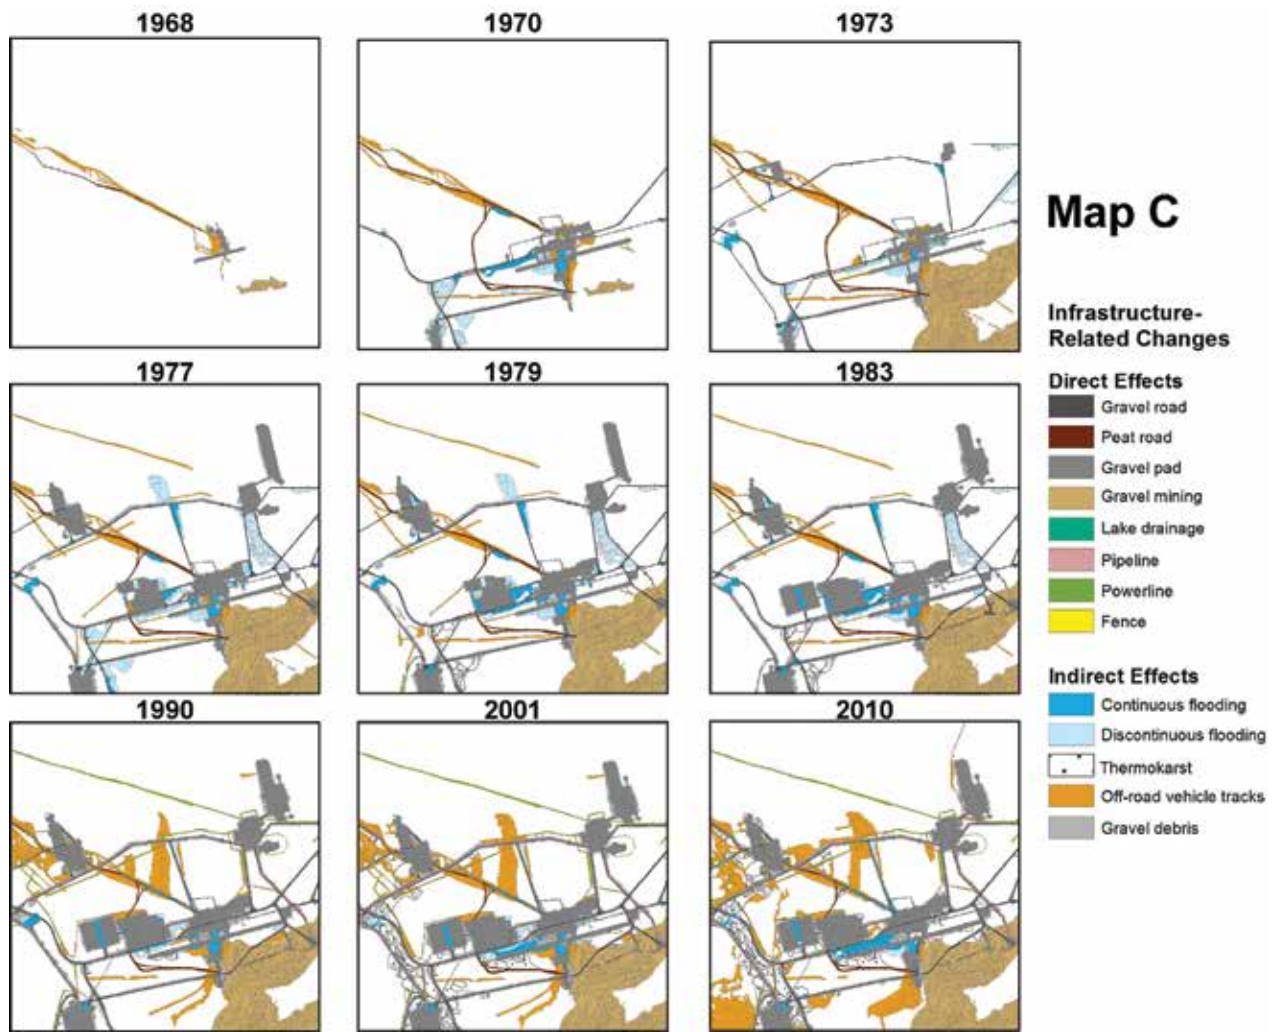 1968
1970
1973
Map C
Infrastructure-
Related Changes
Direct Effects
Gravel road
Peat road
Gravel pad
Gravel mining
Lake drainage
Pipeline
Powerline
Fence
1977
1979
1983
Indirect Effects
Continuous flooding
Discontinuous flooding
Thermokarst
Off-road vehicle tracks
Gravel debris
1990
2001
2010